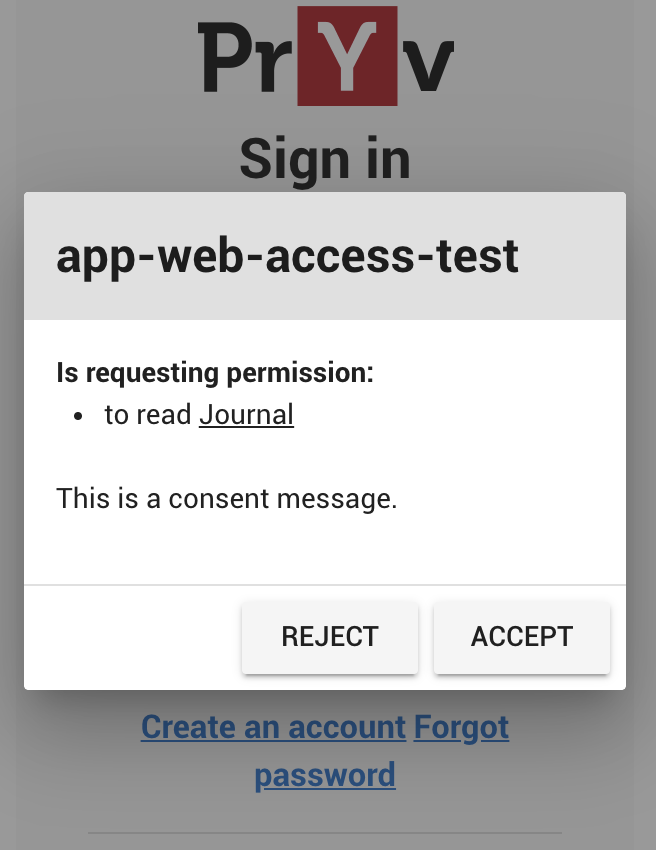 PrYv
Sign in
app-web-access-test
Is requesting permission:
• to read Journal
This is a consent message.
REJECT ACCEPT
Create an account Forgot
password